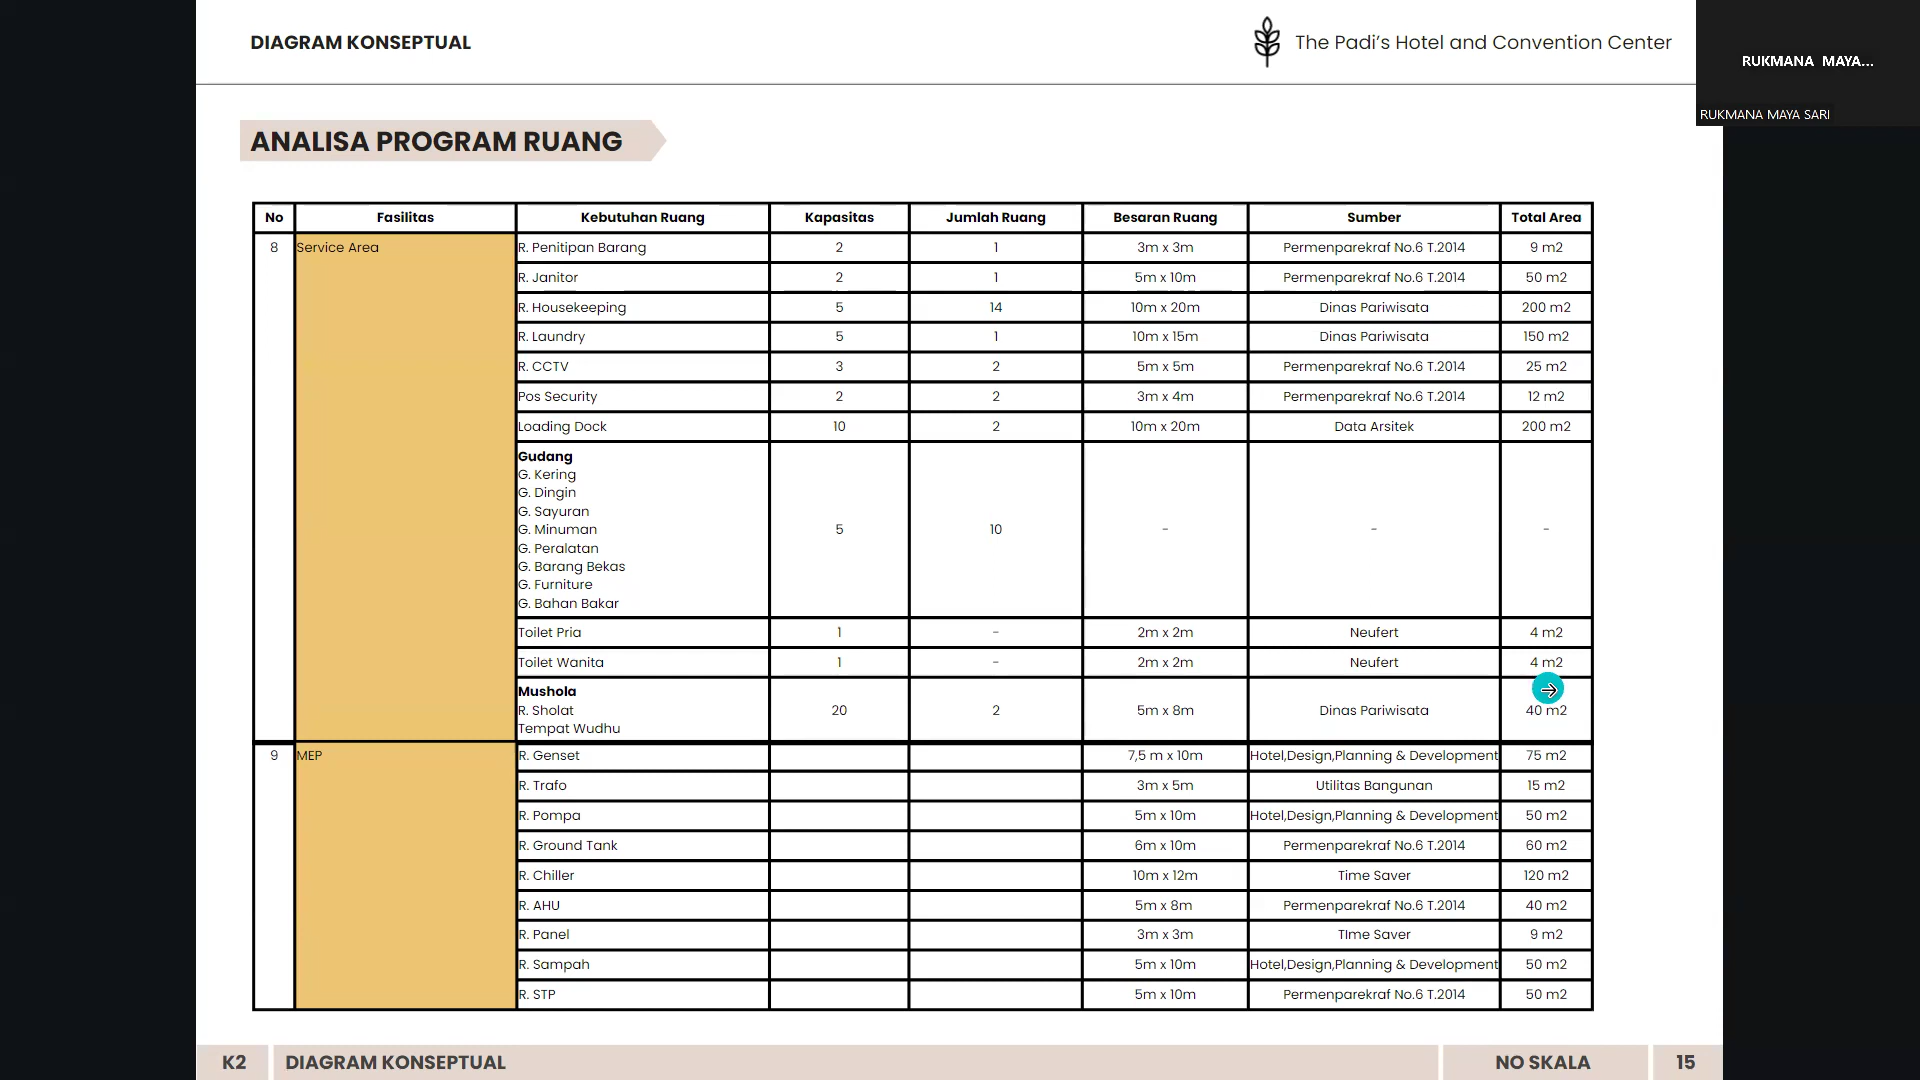 DIAGRAM KONSEPTUAL
The Padi's Hotel and Convention Center
RUKMANA MAYA...
RUKMANA MAYA SARI
ANALISA PROGRAM RUANG
No Fasilitas Kebutuhan Ruang Kapasitas Jumlah Ruang Besaran Ruang Sumber Total Area
8 Service Area R. Penitipan Barang 2 1 3m x 3m Permenparekraf No.6 T.2014 9 m2
R. Janitor 2 1 5m x 10m Permenparekraf No.6 T.2014 50 m2
R. Housekeeping 5 14 10m x 20m Dinas Pariwisata 200 m2
R. Laundry 5 1 10m x 15m Dinas Pariwisata 150 m2
R. CCTV 3 2 5m x 5m Permenparekraf No.6 T.2014 25 m2
Pos Security 2 2 3m x 4m Permenparekraf No.6 T.2014 12 m2
Loading Dock 10 2 10m x 20m Data Arsitek 200 m2
Gudang
G. Kering
G. Dingin
G. Sayuran
G. Minuman 5 10 - - -
G. Peralatan
G. Barang Bekas
G. Furniture
G. Bahan Bakar
Toilet Pria 1 - 2m x 2m Neufert 4 m2
Toilet Wanita 1 - 2m x 2m Neufert 4 m2
Mushola
R. Sholat 20 2 5m x 8m Dinas Pariwisata 40 m2
Tempat Wudhu
9 MEP R. Genset 7,5 m x 10m Hotel,Design,Planning & Development 75 m2
R. Trafo 3m x 5m Utilitas Bangunan 15 m2
R. Pompa 5m x 10m Hotel,Design,Planning & Development 50 m2
R. Ground Tank 6m x 10m Permenparekraf No.6 T.2014 60 m2
R. Chiller 10m x 12m Time Saver 120 m2
R. AHU 5m x 8m Permenparekraf No.6 T.2014 40 m2
R. Panel 3m x 3m TIme Saver 9 m2
R. Sampah 5m x 10m Hotel,Design,Planning & Development 50 m2
R. STP 5m x 10m Permenparekraf No.6 T.2014 50 m2
K2 DIAGRAM KONSEPTUAL NO SKALA 15